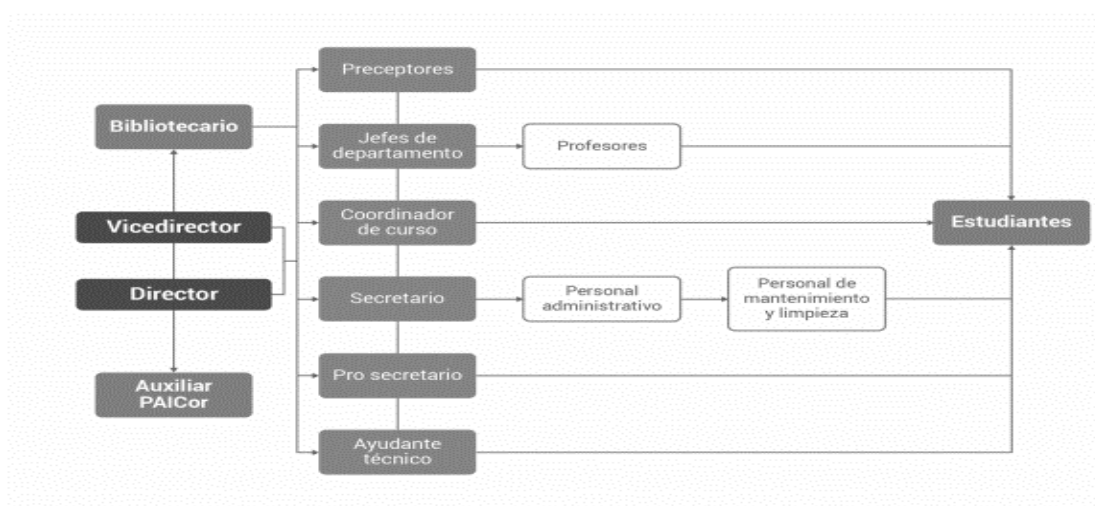 Preceptores
Bibliotecario
Jefes de
departamento
Profesores
Vicedirector
Coordinador
de curso
Estudiantes
Director
Secretario
Personal
administrativo
Personal de
mantenimiento
y limpieza
Auxiliar
PAICor
Pro secretario
Ayudante
técnico